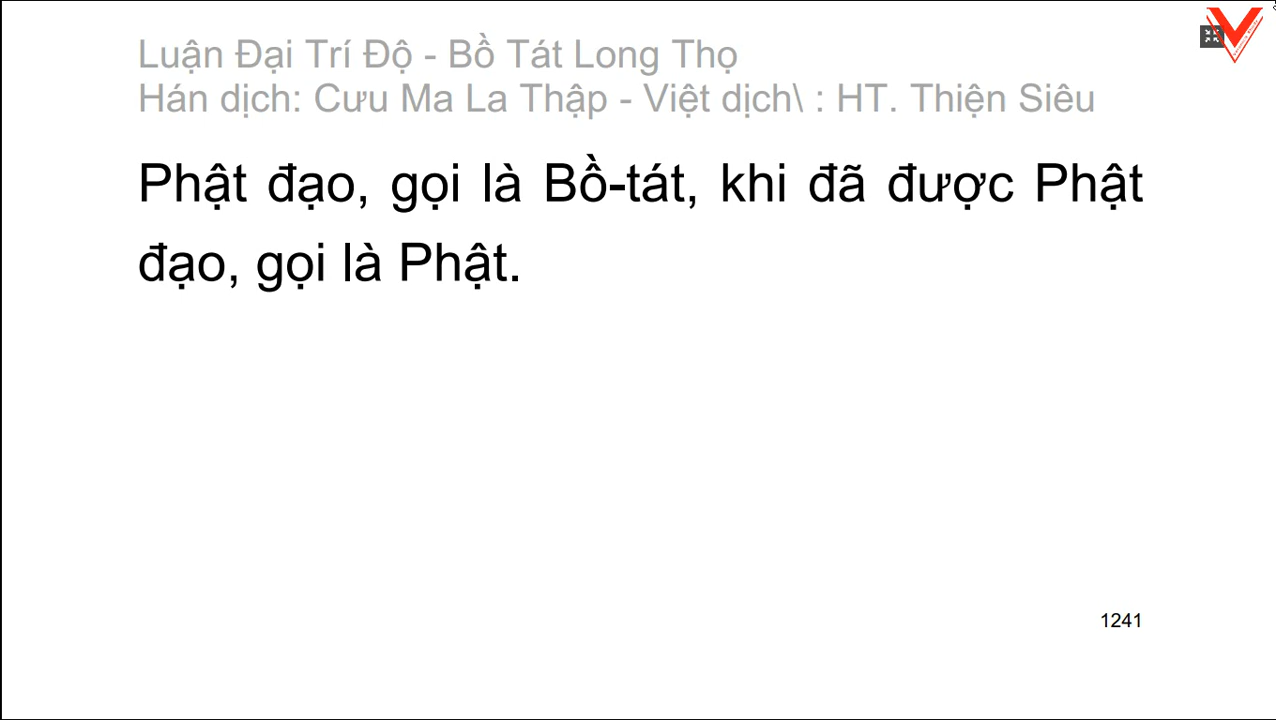 Luận Đại Trí Độ - Bồ Tát Long Thọ
Hán dịch: Cưu Ma La Thập - Việt dịch\ : HT. Thiện Siêu
Phật đạo, gọi là Bồ-tát, khi đã được Phật
đạo, gọi là Phật.
1241